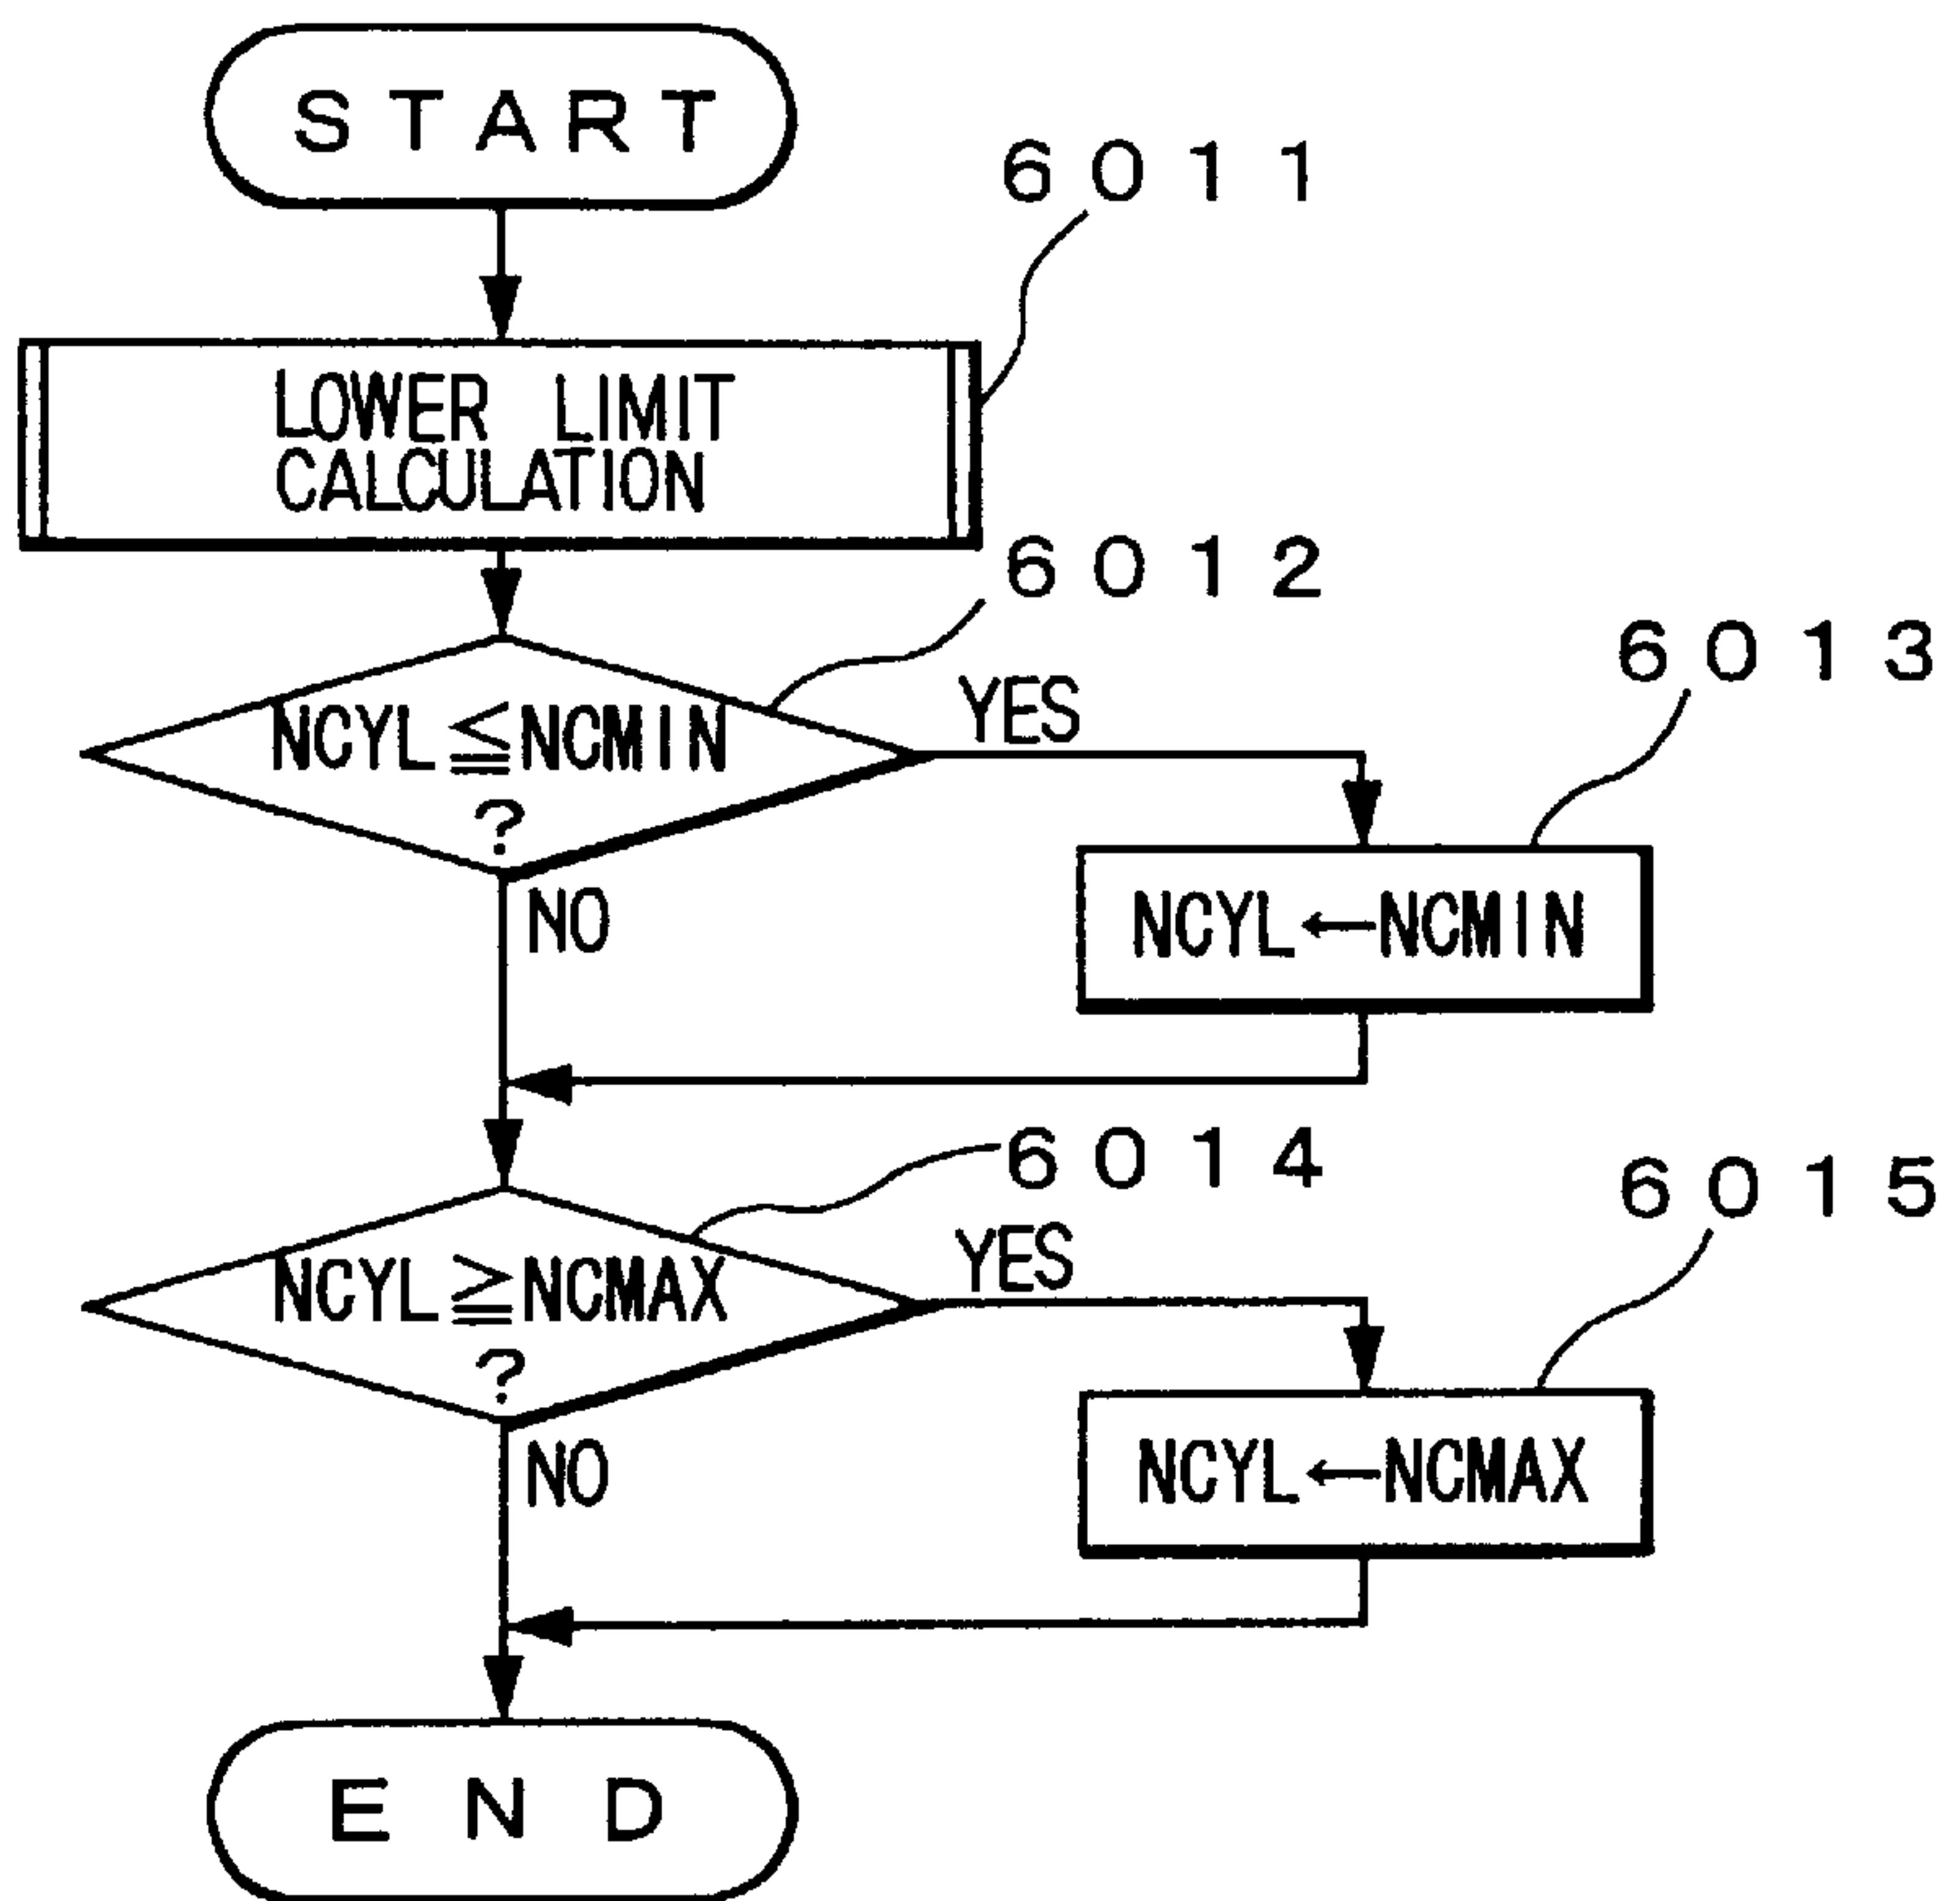 START
6011
LOWER LIMIT
CALCULATION
6012
NCYL≦NCMIN
?
YES
6013
NO
NCYL←NCMIN
6014
NCYL≧NCMAX
?
YES
6015
NO
NCYL←NCMAX
END